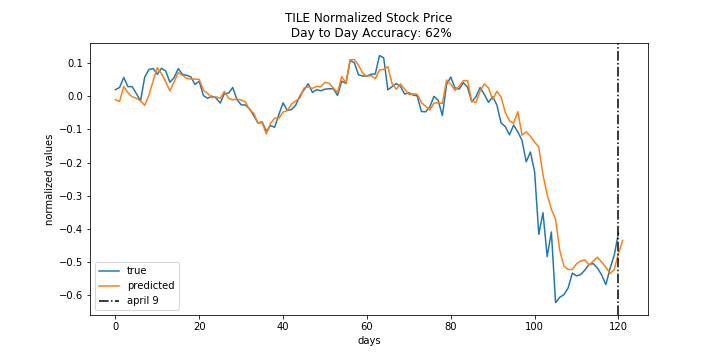 TILE Normalized Stock Price
Day to Day Accuracy: 62%
normalized values
0.1
0.0
−0.1
−0.2
−0.3
−0.4
−0.5
−0.6
true
predicted
april 9
0 20 40 60 80 100 120
days